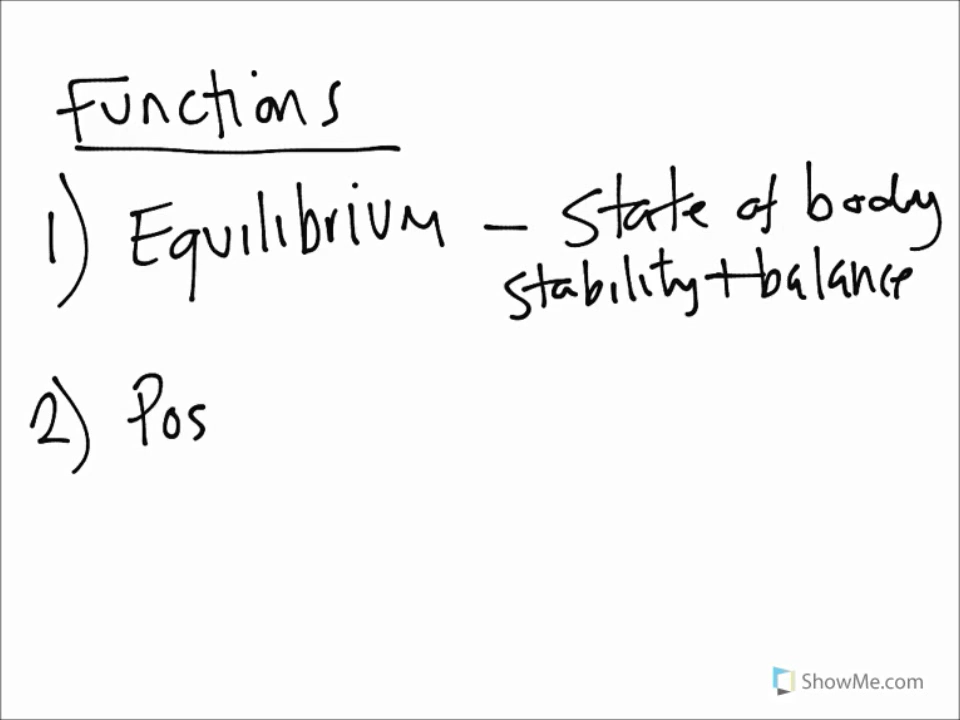 Functions
1) Equilibrium – State of body
stability + balance
2) Pos
ShowMe.com